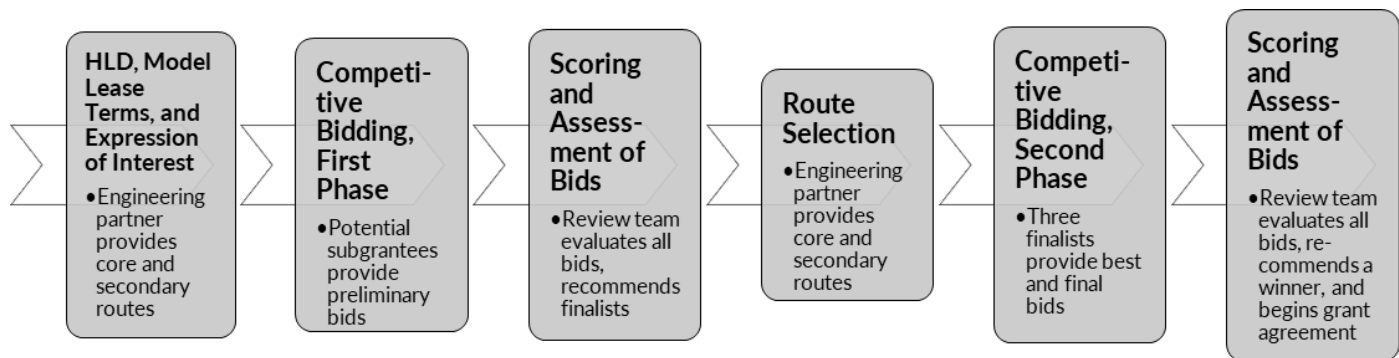 HLD, Model
Lease
Terms, and
Expression
of Interest
•Engineering
partner
provides
core and
secondary
routes
Competi-
tive
Bidding,
First
Phase
•Potential
subgrantees
provide
preliminary
bids
Scoring
and
Assess-
ment of
Bids
•Review team
evaluates all
bids,
recommends
finalists
Route
Selection
•Engineering
partner
provides
core and
secondary
routes
Competi-
tive
Bidding,
Second
Phase
•Three
finalists
provide best
and final
bids
Scoring
and
Assess-
ment of
Bids
•Review team
evaluates all
bids, re-
commends a
winner, and
begins grant
agreement